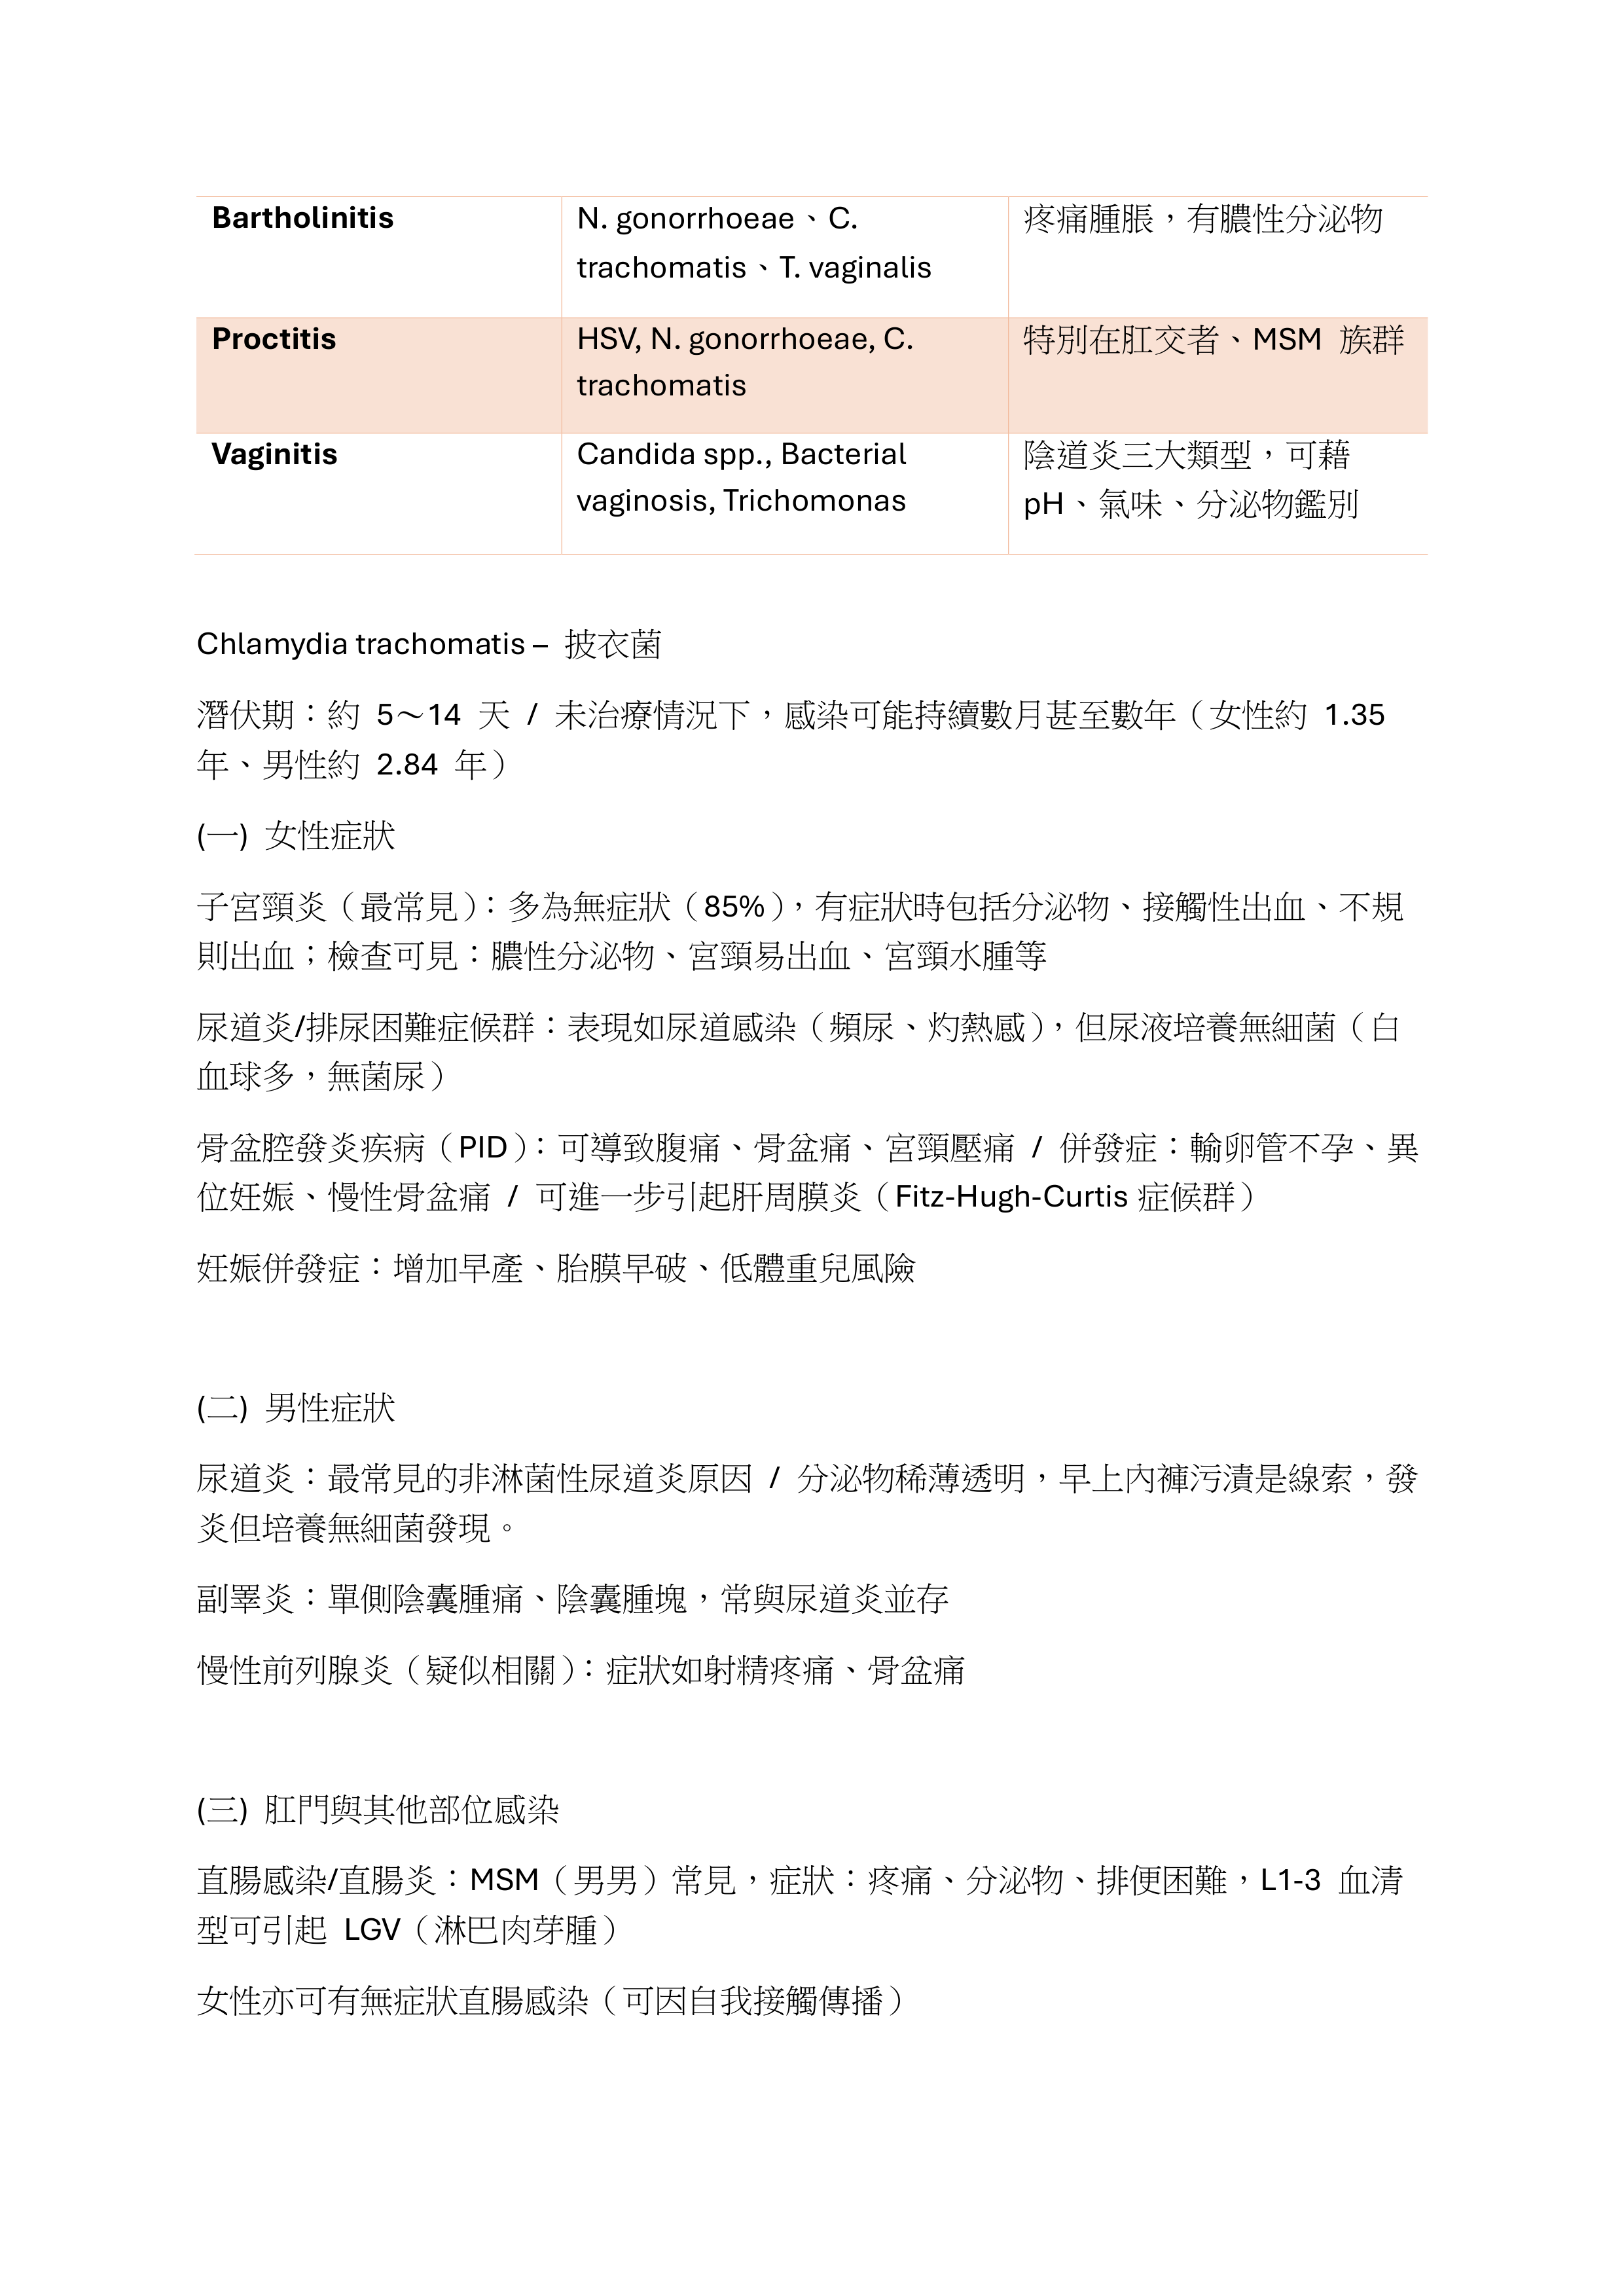 Bartholinitis
N. gonorrhoeae、C.
trachomatis、T. vaginalis
疼痛腫脹，有膿性分泌物
Proctitis
HSV, N. gonorrhoeae, C.
trachomatis
特別在肛交者、MSM 族群
Vaginitis
Candida spp., Bacterial
vaginosis, Trichomonas
陰道炎三大類型，可藉
pH、氣味、分泌物鑑別
Chlamydia trachomatis – 披衣菌
潛伏期：約 5～14 天 / 未治療情況下，感染可能持續數月甚至數年（女性約 1.35
年、男性約 2.84 年）
(一) 女性症狀
子宮頸炎（最常見）：多為無症狀（85%），有症狀時包括分泌物、接觸性出血、不規
則出血；檢查可見：膿性分泌物、宮頸易出血、宮頸水腫等
尿道炎/排尿困難症候群：表現如尿道感染（頻尿、灼熱感），但尿液培養無細菌（白
血球多，無菌尿）
骨盆腔發炎疾病（PID）：可導致腹痛、骨盆痛、宮頸壓痛 / 併發症：輸卵管不孕、異
位妊娠、慢性骨盆痛 / 可進一步引起肝周膜炎（Fitz-Hugh-Curtis 症候群）
妊娠併發症：增加早產、胎膜早破、低體重兒風險
(二) 男性症狀
尿道炎：最常見的非淋菌性尿道炎原因 / 分泌物稀薄透明，早上內褲污漬是線索，發
炎但培養無細菌發現。
副睪炎：單側陰囊腫痛、陰囊腫塊，常與尿道炎並存
慢性前列腺炎（疑似相關）：症狀如射精疼痛、骨盆痛
(三) 肛門與其他部位感染
直腸感染/直腸炎：MSM（男男）常見，症狀：疼痛、分泌物、排便困難，L1-3 血清
型可引起 LGV（淋巴肉芽腫）
女性亦可有無症狀直腸感染（可因自我接觸傳播）